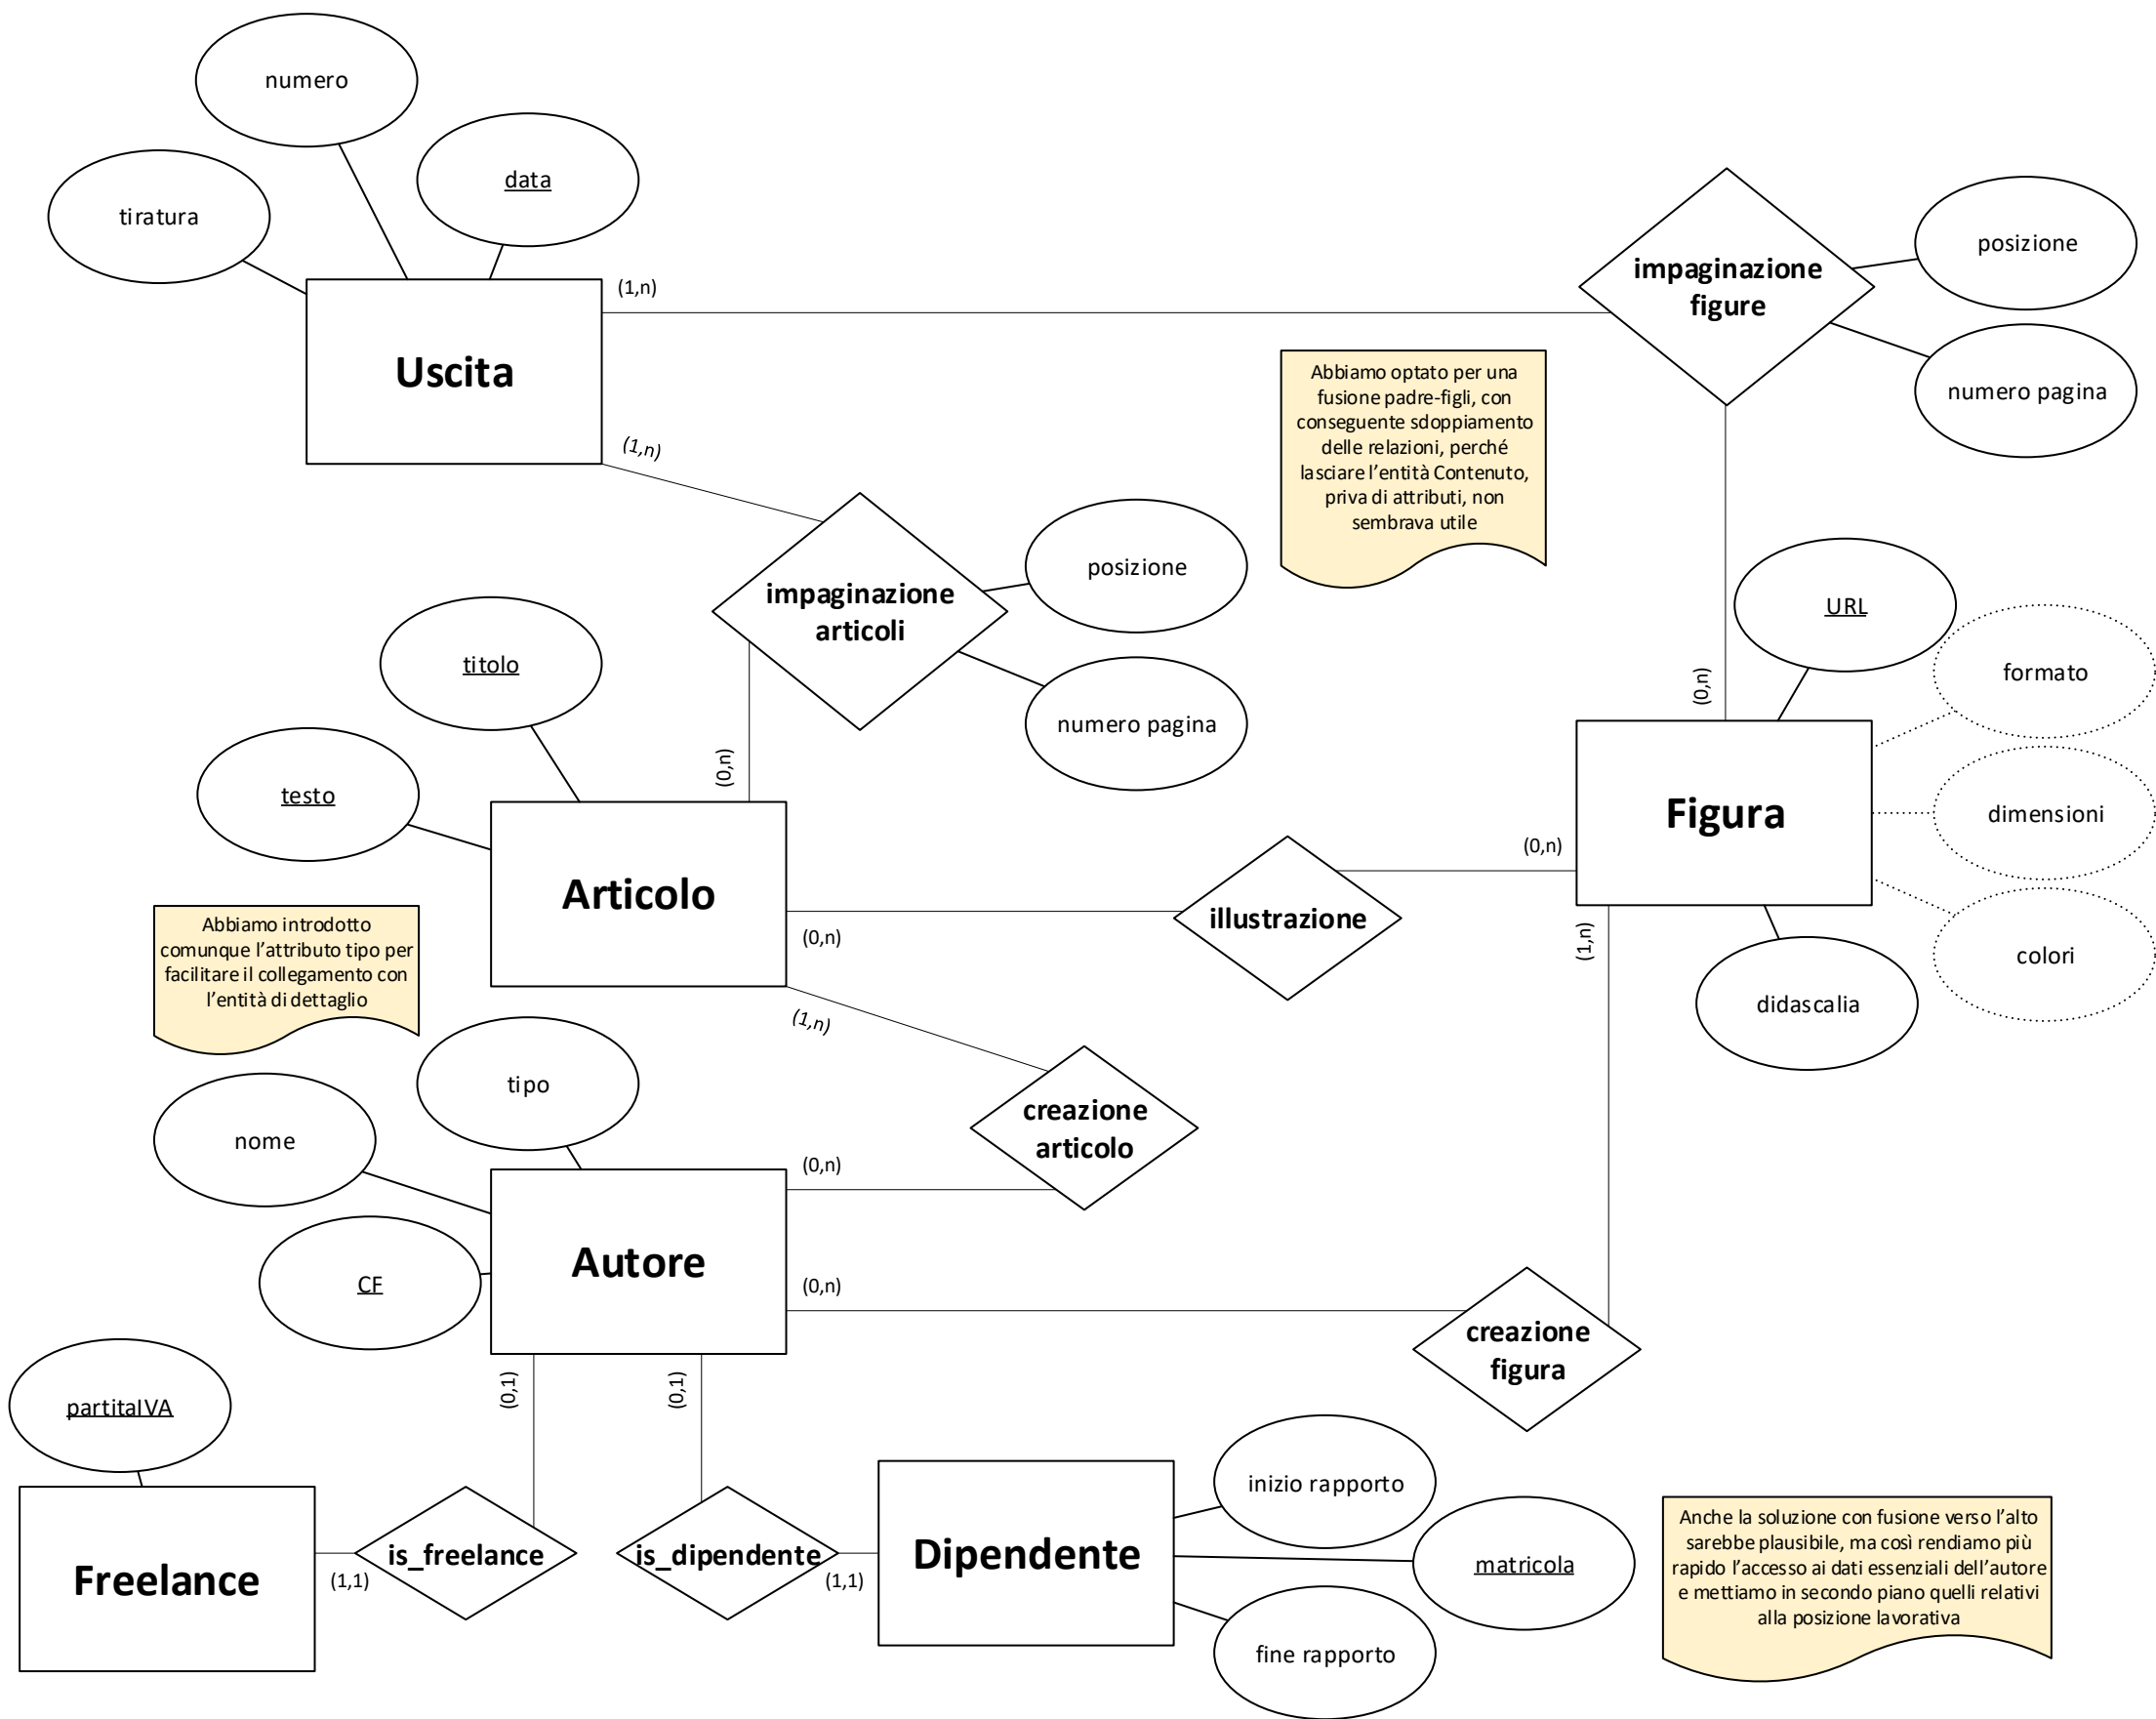 numero
data
tiratura
Uscita
(1,n)
(1,n)
impaginazione
figure
posizione
numero pagina
Abbiamo optato per una
fusione padre-figli, con
conseguente sdoppiamento
delle relazioni, perché
lasciare l'entità Contenuto,
priva di attributi, non
sembrava utile
impaginazione
articoli
posizione
numero pagina
titolo
testo
(0,n)
Articolo
URL
formato
dimensioni
colori
didascalia
(0,n)
Figura
(0,n)
(1,n)
illustrazione
(0,n)
(1,n)
Abbiamo introdotto
comunque l'attributo tipo per
facilitare il collegamento con
l'entità di dettaglio
tipo
nome
CF
Autore
creazione
articolo
(0,n)
(0,n)
(0,1)
(0,1)
creazione
figura
partitaIVA
Freelance
(1,1)
is_freelance
is_dipendente
(1,1)
Dipendente
inizio rapporto
matricola
fine rapporto
Anche la soluzione con fusione verso l'alto
sarebbe plausibile, ma così rendiamo più
rapido l'accesso ai dati essenziali dell'autore
e mettiamo in secondo piano quelli relativi
alla posizione lavorativa